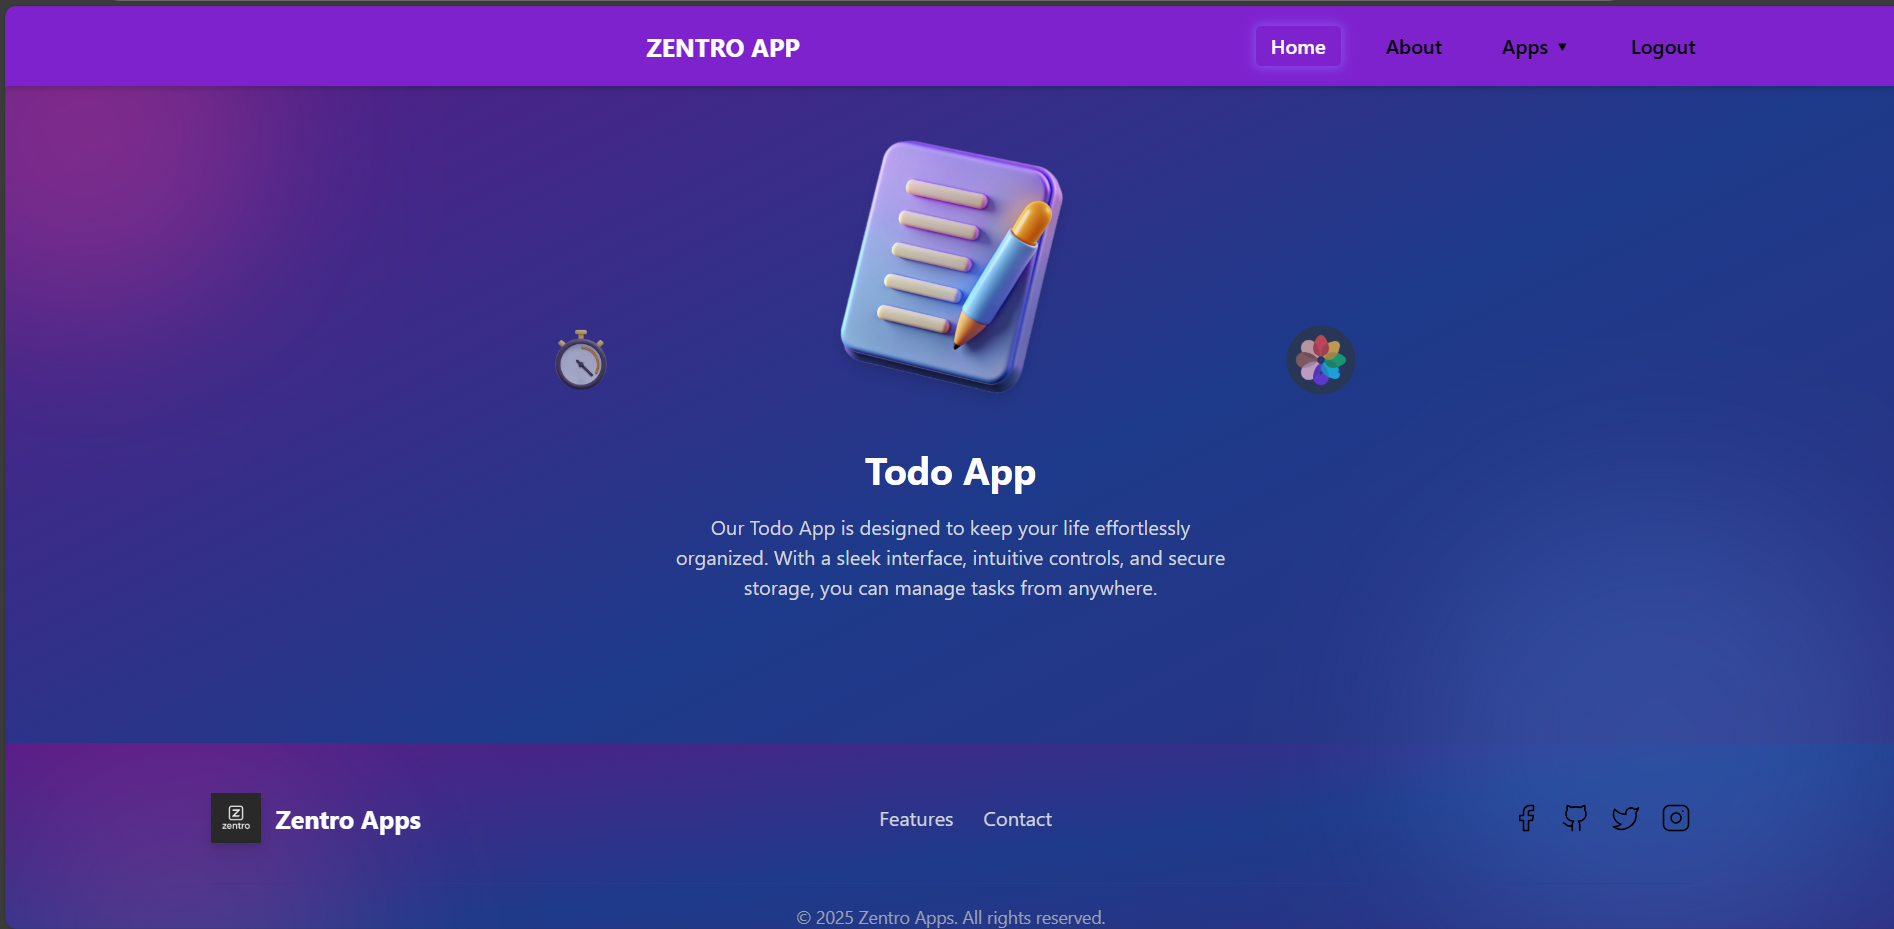 ZENTRO APP
Home
About
Apps ▼
Logout
Todo App
Our Todo App is designed to keep your life effortlessly
organized. With a sleek interface, intuitive controls, and secure
storage, you can manage tasks from anywhere.
Z
zentro
Zentro Apps
Features
Contact
© 2025 Zentro Apps. All rights reserved.